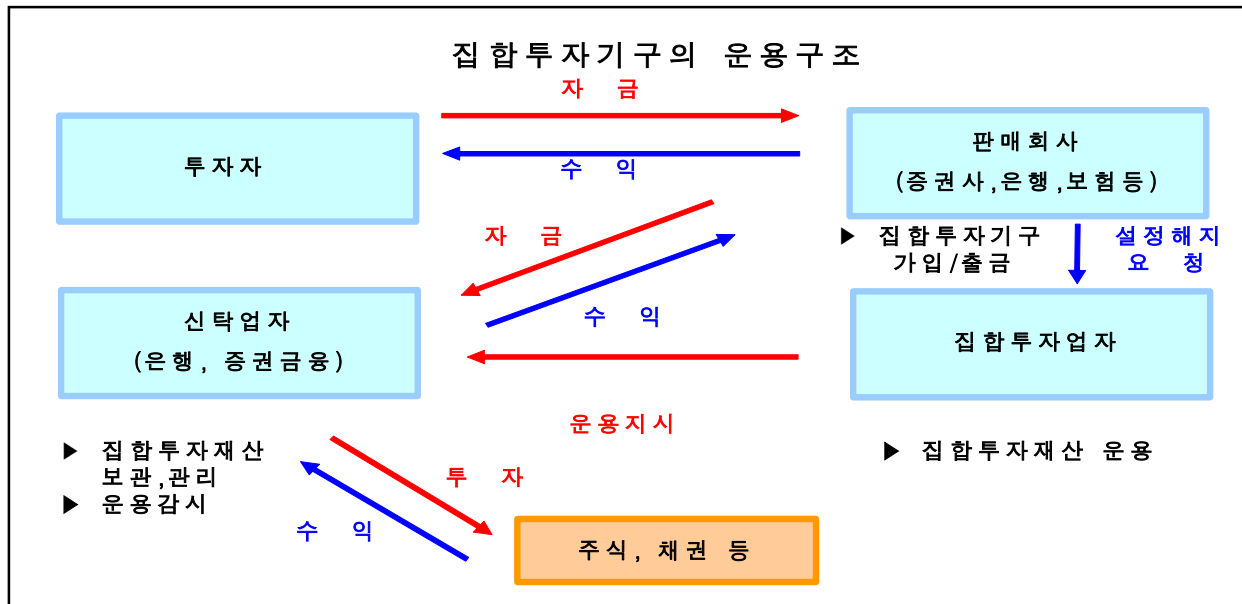 집합투자기구의 운용구조
자 금
투자자
수 익
판매회사
(증권사,은행,보험등)
자 금
▶ 집합투자기구
가입/출금
설정해지
요 청
신탁업자
(은행, 증권금융)
수 익
집합투자업자
운용지시
▶ 집합투자재산
보관,관리
▶ 운용감시
▶ 집합투자재산 운용
투 자
수 익
주식, 채권 등